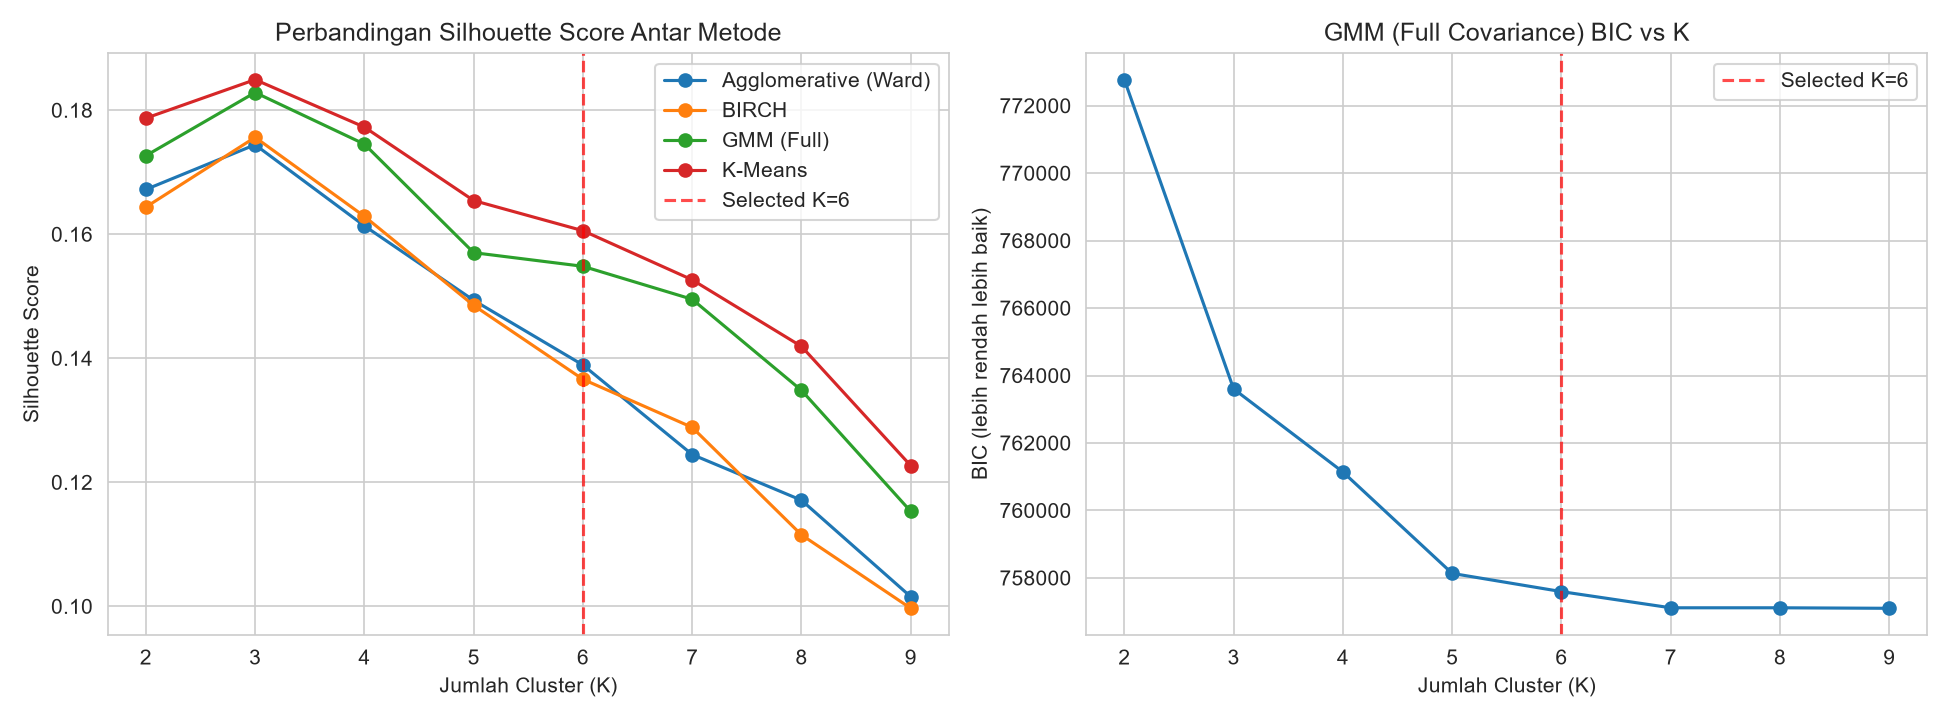 Perbandingan Silhouette Score Antar Metode
Silhouette Score
0.18
0.16
0.14
0.12
0.10
Agglomerative (Ward)
BIRCH
GMM (Full)
K-Means
Selected K=6
2 3 4 5 6 7 8 9
Jumlah Cluster (K)
GMM (Full Covariance) BIC vs K
BIC (lebih rendah lebih baik)
772000
770000
768000
766000
764000
762000
760000
758000
Selected K=6
2 3 4 5 6 7 8 9
Jumlah Cluster (K)